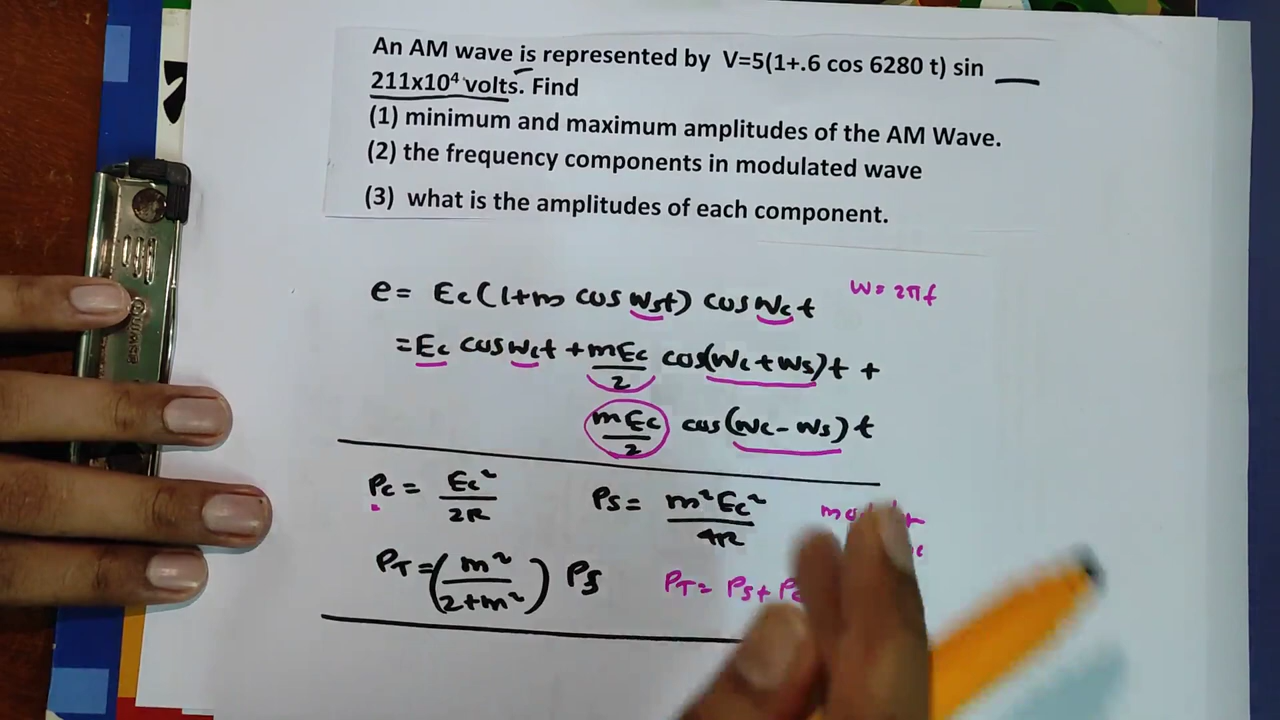 An AM wave is represented by V=5(1+.6 cos 6280 t) sin
211x10⁴ volts. Find
(1) minimum and maximum amplitudes of the AM Wave.
(2) the frequency components in modulated wave
(3) what is the amplitudes of each component.
e = Ec (1+m cos Wst) cos Wct
W = 2πf
= Ec cos Wct + mEc/2 cos(Wc+Ws)t +
mEc/2 cos(Wc-Ws)t
Pc = Ec²/2R
Ps = m²Ec²/4R
PT = (m²/2+m²) Ps
PT = Ps +